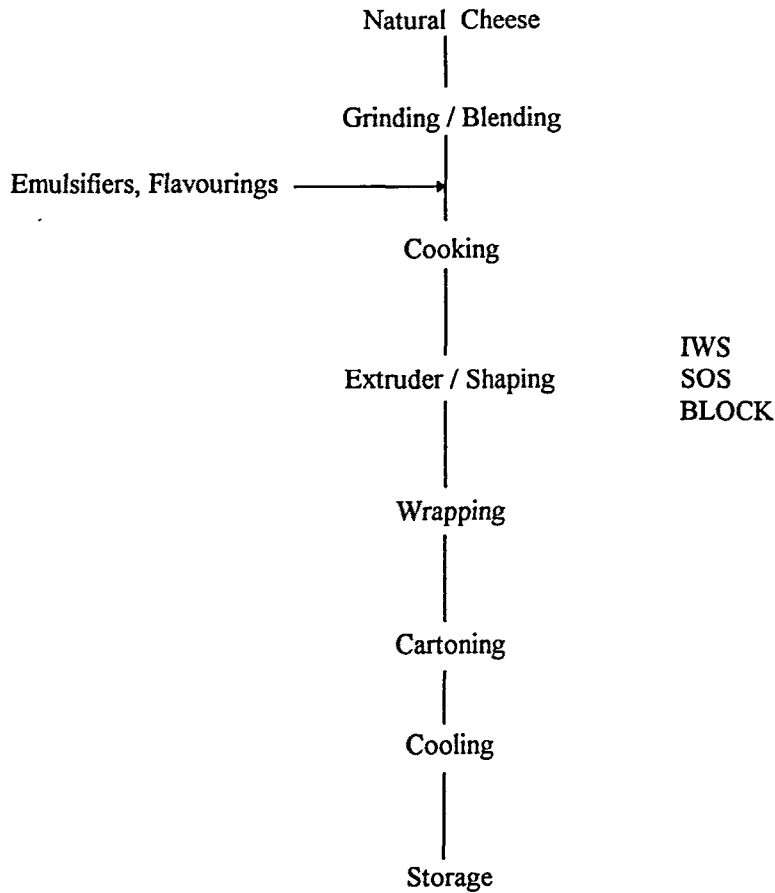 Natural Cheese
Grinding / Blending
Emulsifiers, Flavourings
Cooking
Extruder / Shaping
IWS
SOS
BLOCK
Wrapping
Cartoning
Cooling
Storage